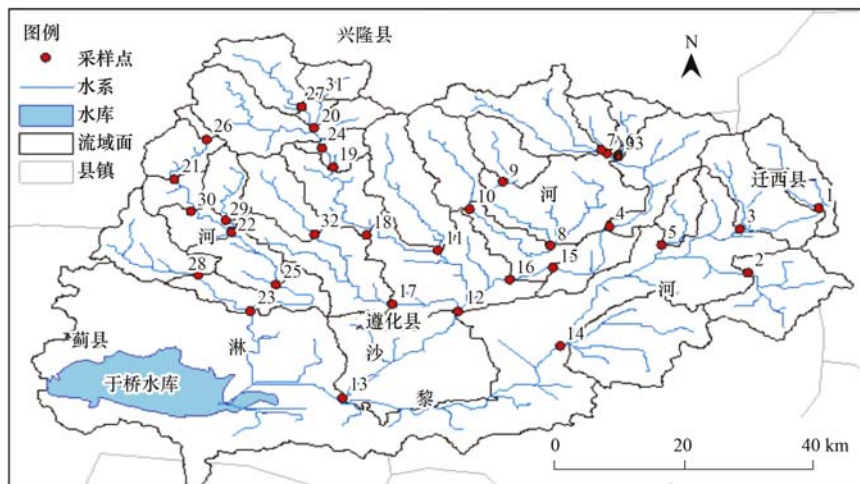 图例
采样点
水系
水库
流域面
县镇
兴隆县
N
31
27
20
24
26
19
21
7
3
9
迁西县
1
10
河
30
29
22
河
32
18
8
4
5
3
11
2
28
25
16
15
河
17
12
23
遵化县
14
淋
沙
蓟县
于桥水库
13
黎
0 20 40 km